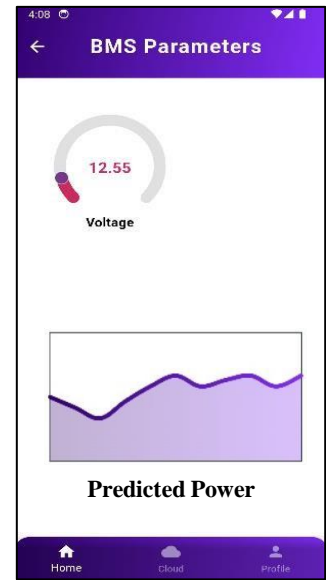 4:08
BMS Parameters
12.55
Voltage
Predicted Power
Home Cloud Profile